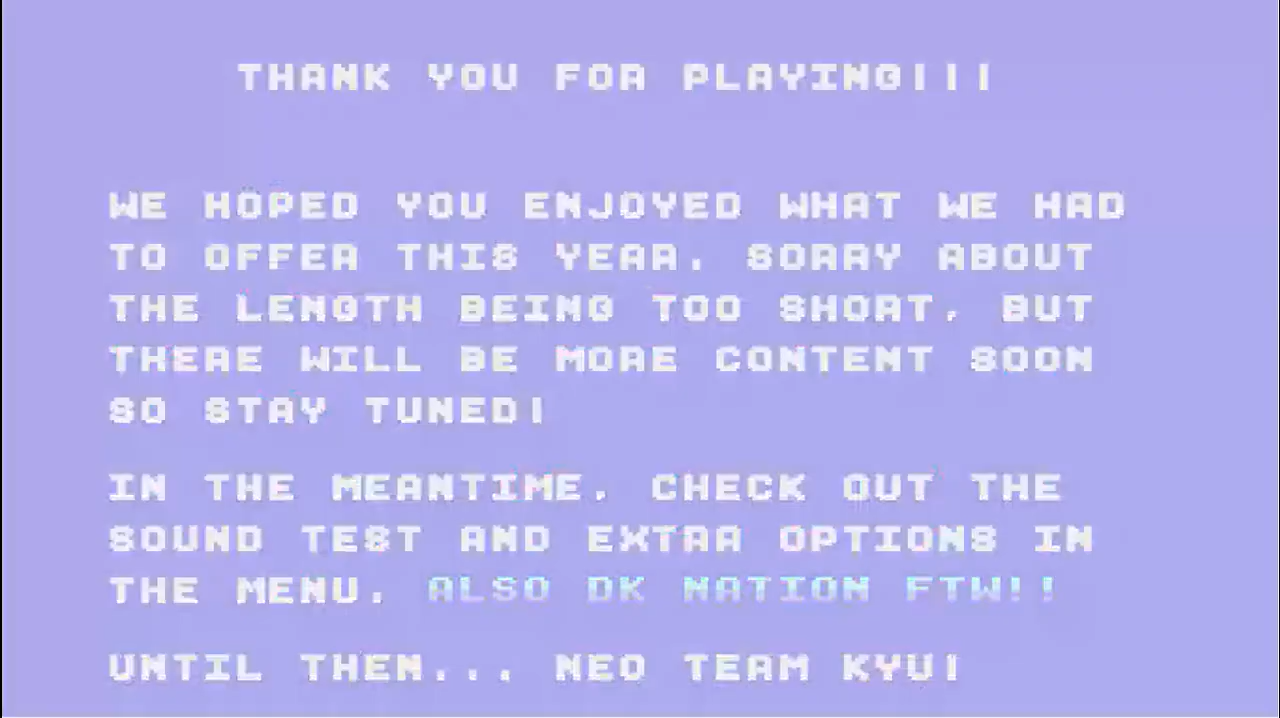 THANK YOU FOR PLAYING!!!
WE HOPED YOU ENJOYED WHAT WE HAD
TO OFFER THIS YEAR. SORRY ABOUT
THE LENGTH BEING TOO SHORT, BUT
THERE WILL BE MORE CONTENT SOON
SO STAY TUNED!
IN THE MEANTIME, CHECK OUT THE
SOUND TEST AND EXTRA OPTIONS IN
THE MENU. ALSO DK NATION FTW!!
UNTIL THEN... NEO TEAM KYU!